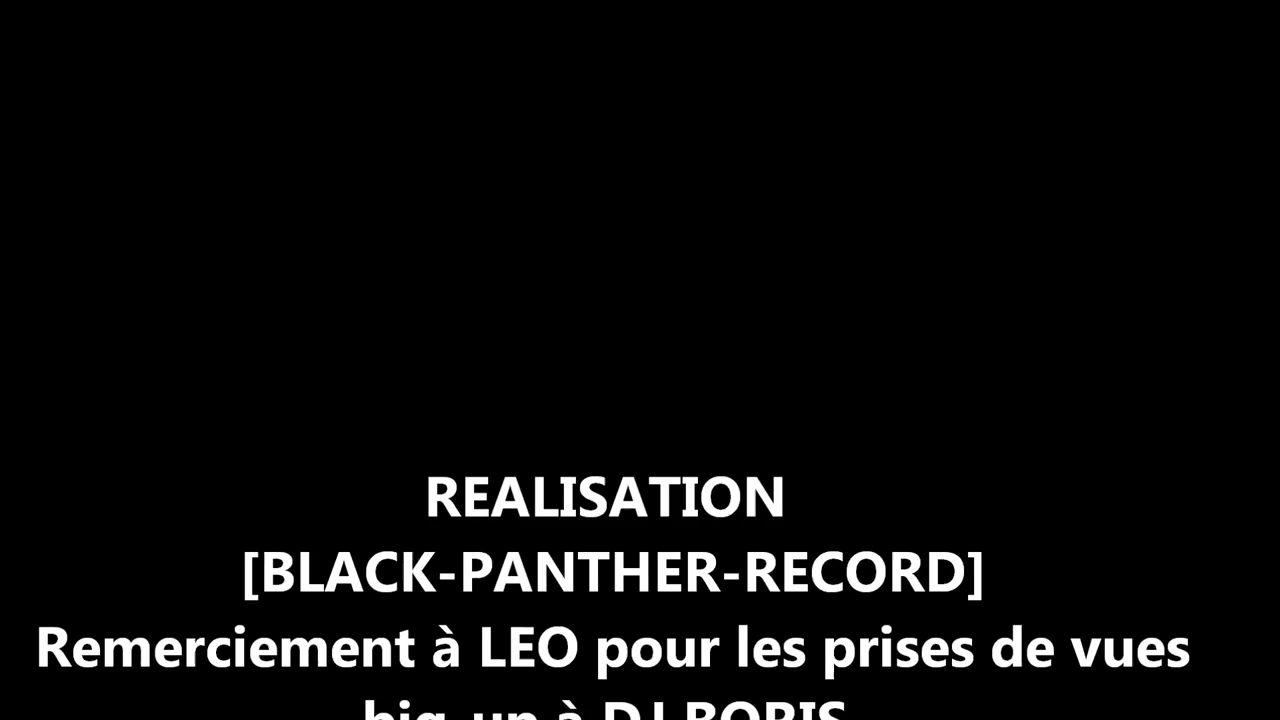 REALISATION
[BLACK-PANTHER-RECORD]
Remerciement à LEO pour les prises de vues
big-up à DJ BORIS